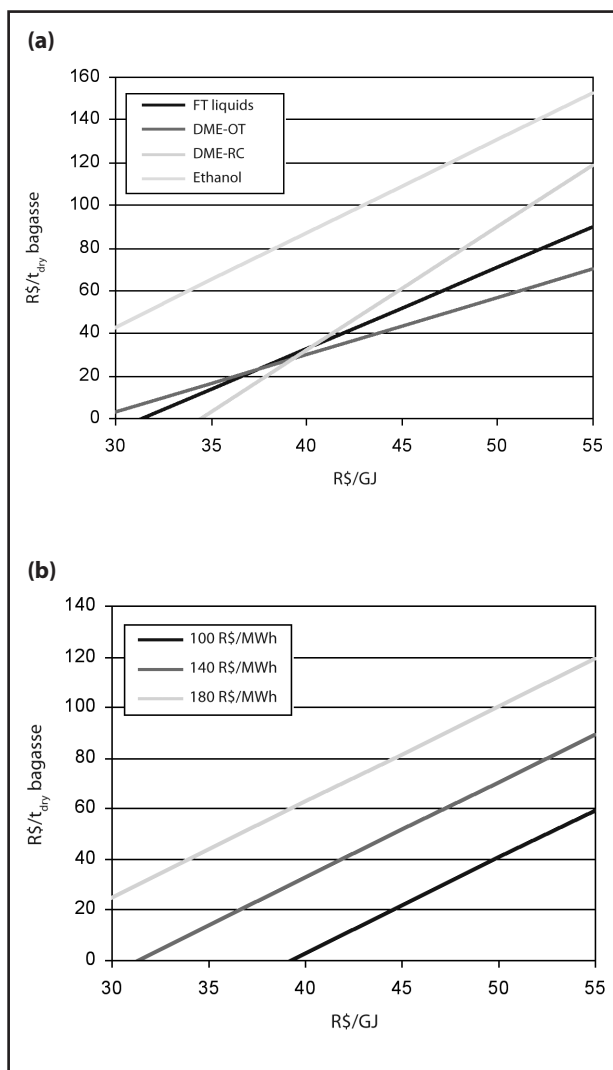 (a)
160
140
120
100
80
60
40
20
0
R$/t_dry bagasse
FT liquids
DME-OT
DME-RC
Ethanol
30 35 40 45 50 55
R$/GJ
(b)
140
120
100
80
60
40
20
0
R$/t_dry bagasse
100 R$/MWh
140 R$/MWh
180 R$/MWh
30 35 40 45 50 55
R$/GJ